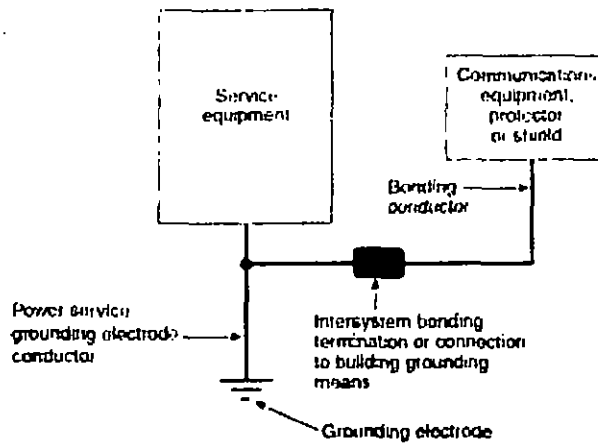 Service
equipment
Communications
equipment,
protector
or shield
Bonding
conductor
Power service
grounding electrode
conductor
Intersystem bonding
termination or connection
to building grounding
means
Grounding electrode